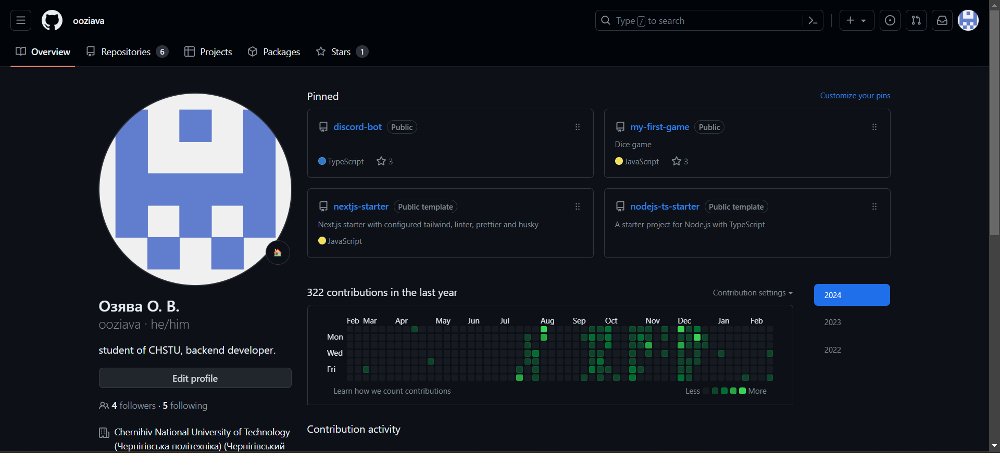 ooziava
Type / to search
Overview Repositories 6 Projects Packages Stars 1
Pinned
Customize your pins
discord-bot Public
TypeScript 3
my-first-game Public
Dice game
JavaScript 3
nextjs-starter Public template
Next.js starter with configured tailwind, linter, prettier and husky
JavaScript
nodejs-ts-starter Public template
A starter project for Node.js with TypeScript
Озява О. В.
ooziava · he/him
student of CHSTU, backend developer.
Edit profile
4 followers · 5 following
Chernihiv National University of Technology
(Чернігівська політехніка) (Чернігівський
322 contributions in the last year
Contribution settings
2024
2023
2022
Feb Mar Apr May Jun Jul Aug Sep Oct Nov Dec Jan Feb
Mon
Wed
Fri
Learn how we count contributions
Less More
Contribution activity